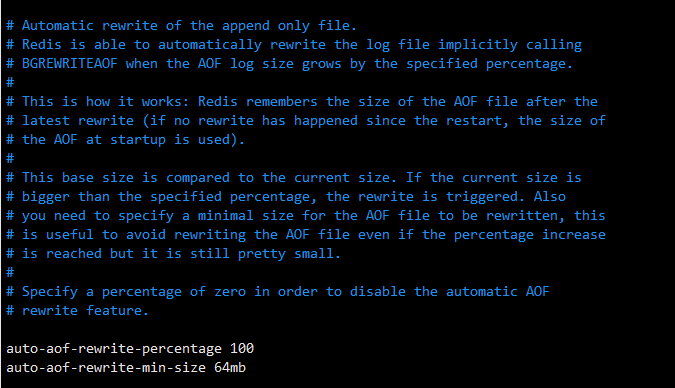 # Automatic rewrite of the append only file.
# Redis is able to automatically rewrite the log file implicitly calling
# BGREWRITEAOF when the AOF log size grows by the specified percentage.
#
# This is how it works: Redis remembers the size of the AOF file after the
# latest rewrite (if no rewrite has happened since the restart, the size of
# the AOF at startup is used).
#
# This base size is compared to the current size. If the current size is
# bigger than the specified percentage, the rewrite is triggered. Also
# you need to specify a minimal size for the AOF file to be rewritten, this
# is useful to avoid rewriting the AOF file even if the percentage increase
# is reached but it is still pretty small.
#
# Specify a percentage of zero in order to disable the automatic AOF
# rewrite feature.
auto-aof-rewrite-percentage 100
auto-aof-rewrite-min-size 64mb